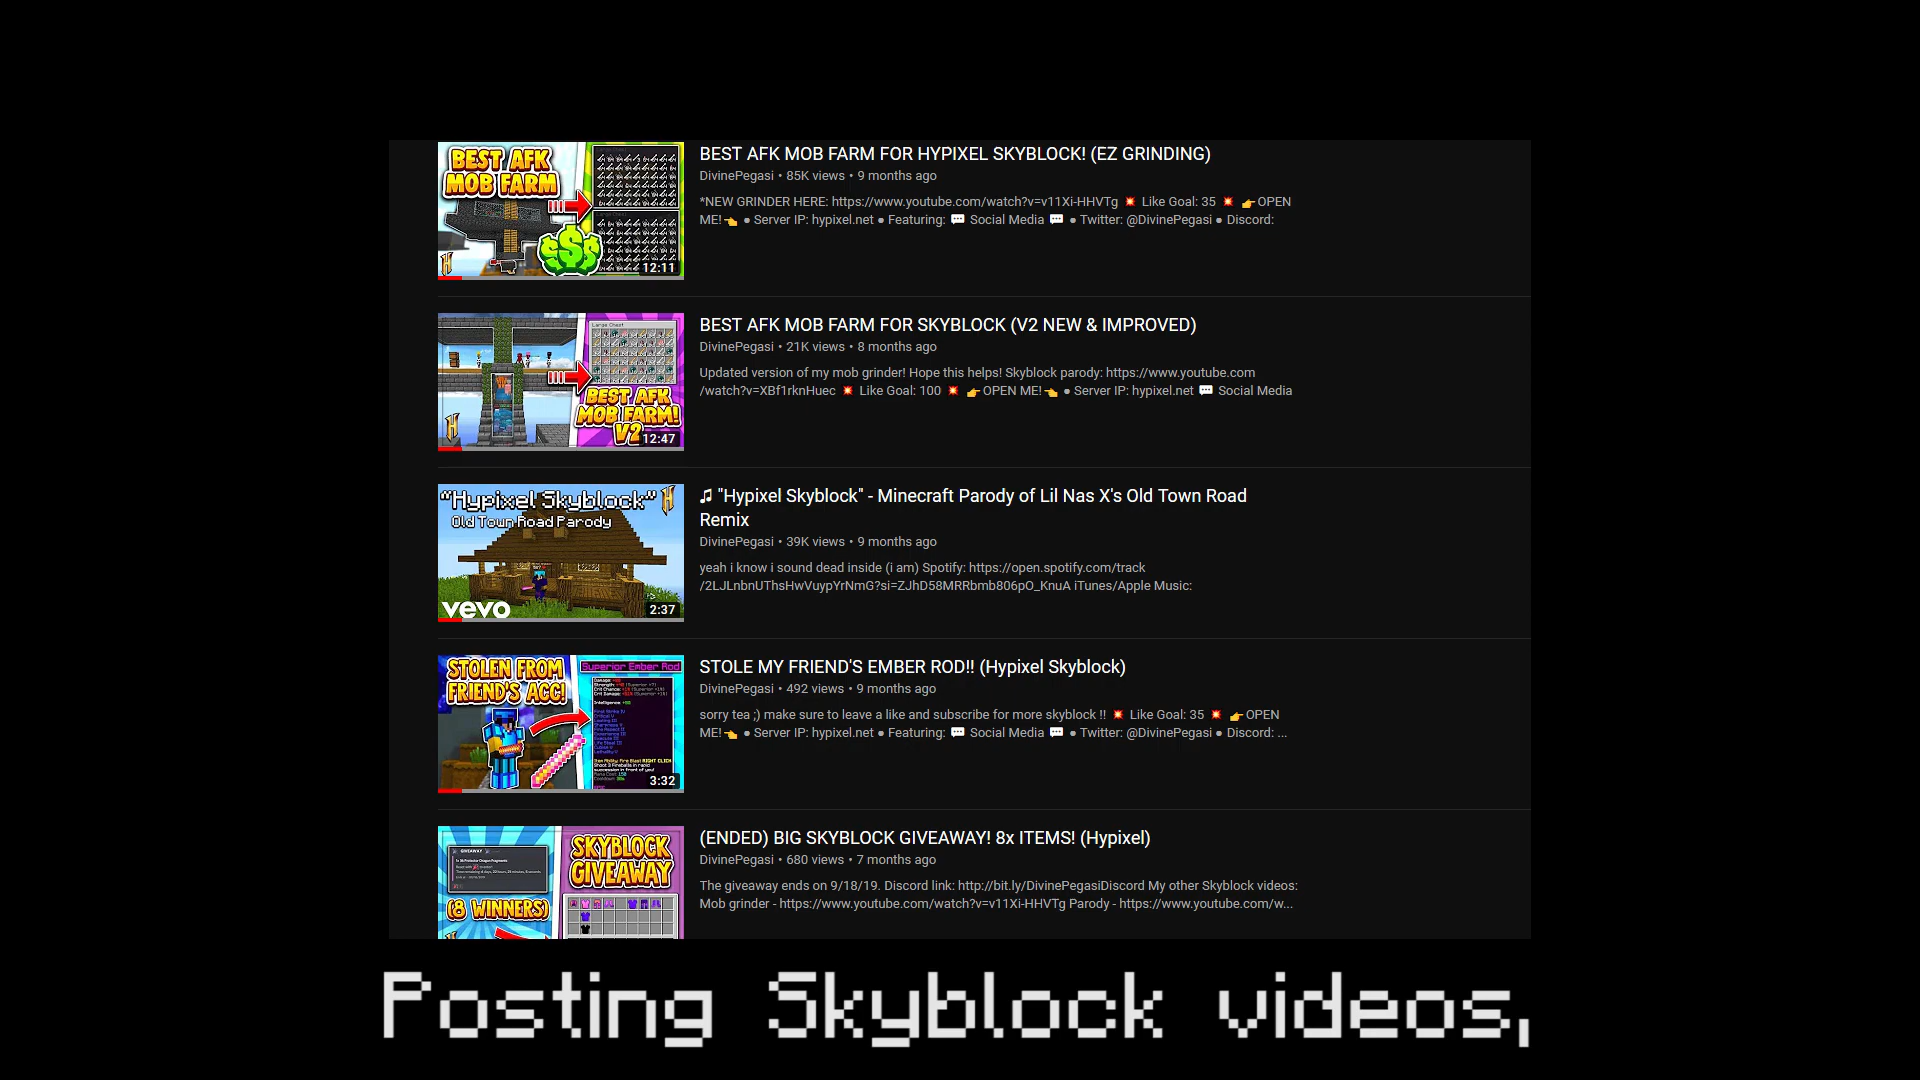 BEST AFK
MOB FARM
12:11
BEST AFK MOB FARM FOR HYPIXEL SKYBLOCK! (EZ GRINDING)
DivinePegasi • 85K views • 9 months ago
*NEW GRINDER HERE: https://www.youtube.com/watch?v=v11Xi-HHVTg 💥 Like Goal: 35 💥 👉OPEN
ME!👈 ● Server IP: hypixel.net ● Featuring: 💬 Social Media 💬 ● Twitter: @DivinePegasi ● Discord:
Large Chest
BEST AFK
MOB FARM!
V2
12:47
BEST AFK MOB FARM FOR SKYBLOCK (V2 NEW & IMPROVED)
DivinePegasi • 21K views • 8 months ago
Updated version of my mob grinder! Hope this helps! Skyblock parody: https://www.youtube.com
/watch?v=XBf1rknHuec 💥 Like Goal: 100 💥 👉OPEN ME!👈 ● Server IP: hypixel.net 💬 Social Media
"Hypixel Skyblock"
Old Town Road Parody
vevo
2:37
♫ "Hypixel Skyblock" - Minecraft Parody of Lil Nas X's Old Town Road
Remix
DivinePegasi • 39K views • 9 months ago
yeah i know i sound dead inside (i am) Spotify: https://open.spotify.com/track
/2LJLnbnUThsHwVuypYrNmG?si=ZJhD58MRRbmb806pO_KnuA iTunes/Apple Music:
STOLEN FROM
FRIEND'S ACC!
Superior Ember Rod
3:32
STOLE MY FRIEND'S EMBER ROD!! (Hypixel Skyblock)
DivinePegasi • 492 views • 9 months ago
sorry tea ;) make sure to leave a like and subscribe for more skyblock !! 💥 Like Goal: 35 💥 👉OPEN
ME!👈 ● Server IP: hypixel.net ● Featuring: 💬 Social Media 💬 ● Twitter: @DivinePegasi ● Discord: ...
GIVEAWAY
SKYBLOCK
GIVEAWAY
(8 WINNERS)
(ENDED) BIG SKYBLOCK GIVEAWAY! 8x ITEMS! (Hypixel)
DivinePegasi • 680 views • 7 months ago
The giveaway ends on 9/18/19. Discord link: http://bit.ly/DivinePegasiDiscord My other Skyblock videos:
Mob grinder - https://www.youtube.com/watch?v=v11Xi-HHVTg Parody - https://www.youtube.com/w...
Posting Skyblock videos,